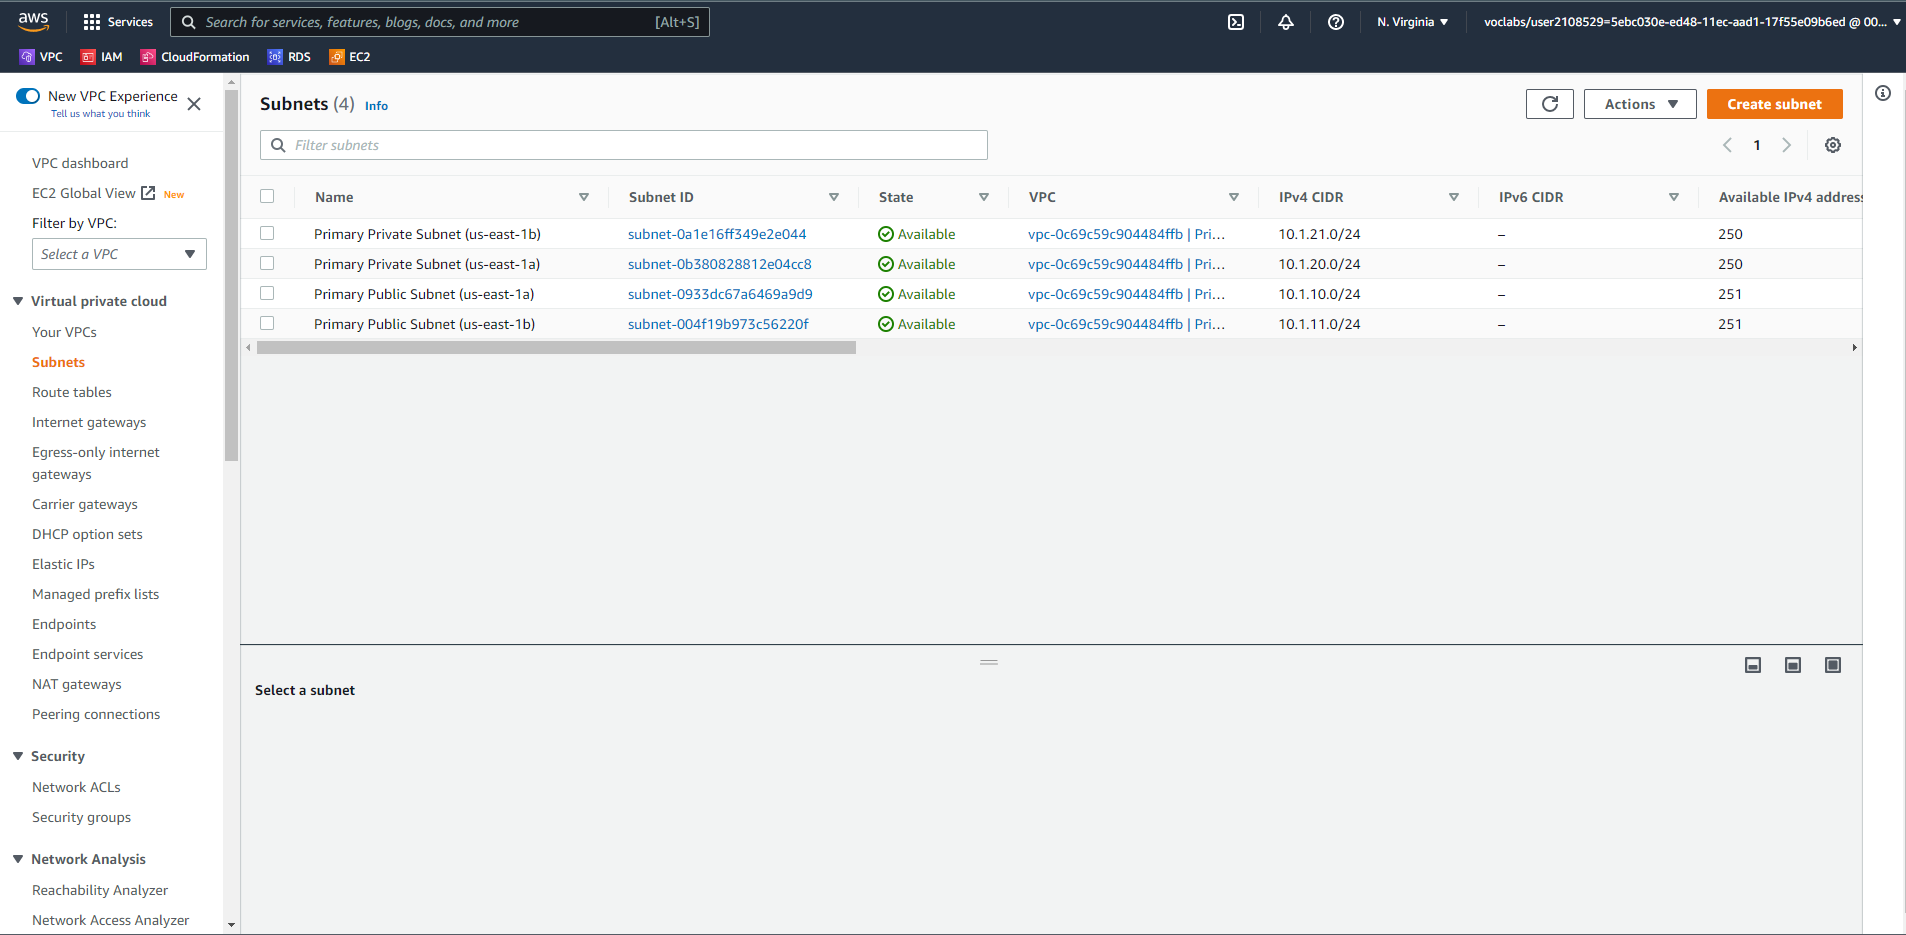 aws Services Search for services, features, blogs, docs, and more [Alt+S] N. Virginia ▼ voclabs/user2108529=5ebc030e-ed48-11ec-aad1-17f55e09b6ed @ 00... ▼
VPC IAM CloudFormation RDS EC2
New VPC Experience
Tell us what you think
VPC dashboard
EC2 Global View New
Filter by VPC:
Select a VPC
Virtual private cloud
Your VPCs
Subnets
Route tables
Internet gateways
Egress-only internet
gateways
Carrier gateways
DHCP option sets
Elastic IPs
Managed prefix lists
Endpoints
Endpoint services
NAT gateways
Peering connections
Security
Network ACLs
Security groups
Network Analysis
Reachability Analyzer
Network Access Analyzer
Subnets (4) Info Actions Create subnet
Filter subnets 1
Name Subnet ID State VPC IPv4 CIDR IPv6 CIDR Available IPv4 address
Primary Private Subnet (us-east-1b) subnet-0a1e16ff349e2e044 Available vpc-0c69c59c904484ffb | Pri... 10.1.21.0/24 – 250
Primary Private Subnet (us-east-1a) subnet-0b380828812e04cc8 Available vpc-0c69c59c904484ffb | Pri... 10.1.20.0/24 – 250
Primary Public Subnet (us-east-1a) subnet-0933dc67a6469a9d9 Available vpc-0c69c59c904484ffb | Pri... 10.1.10.0/24 – 251
Primary Public Subnet (us-east-1b) subnet-004f19b973c56220f Available vpc-0c69c59c904484ffb | Pri... 10.1.11.0/24 – 251
Select a subnet